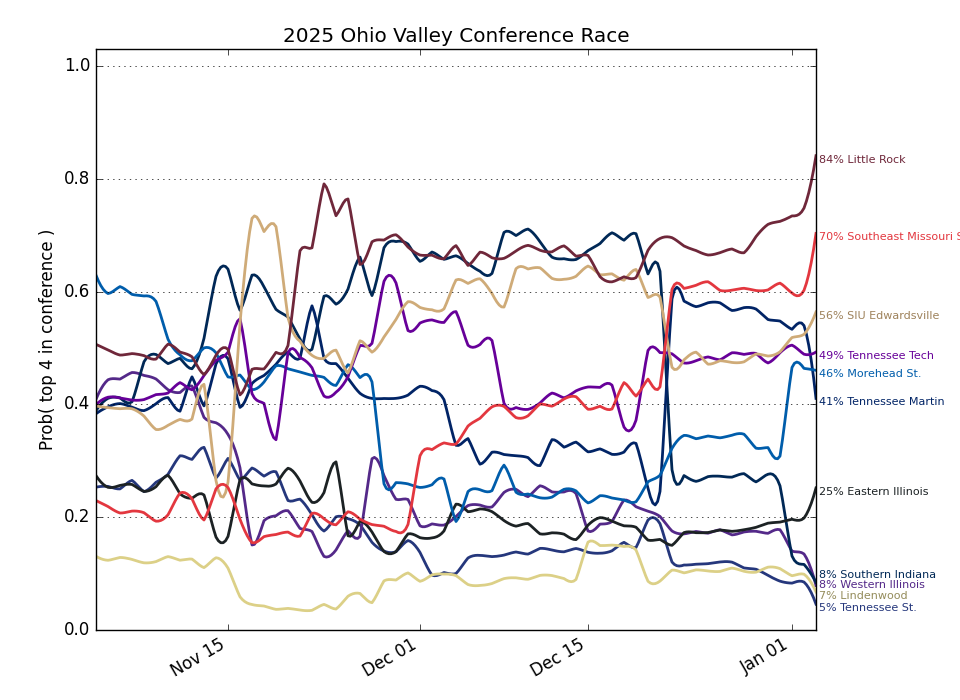 2025 Ohio Valley Conference Race
Prob( top 4 in conference )
1.0
0.8
0.6
0.4
0.2
0.0
Nov 15
Dec 01
Dec 15
Jan 01
84% Little Rock
70% Southeast Missouri S
56% SIU Edwardsville
49% Tennessee Tech
46% Morehead St.
41% Tennessee Martin
25% Eastern Illinois
8% Southern Indiana
8% Western Illinois
7% Lindenwood
5% Tennessee St.